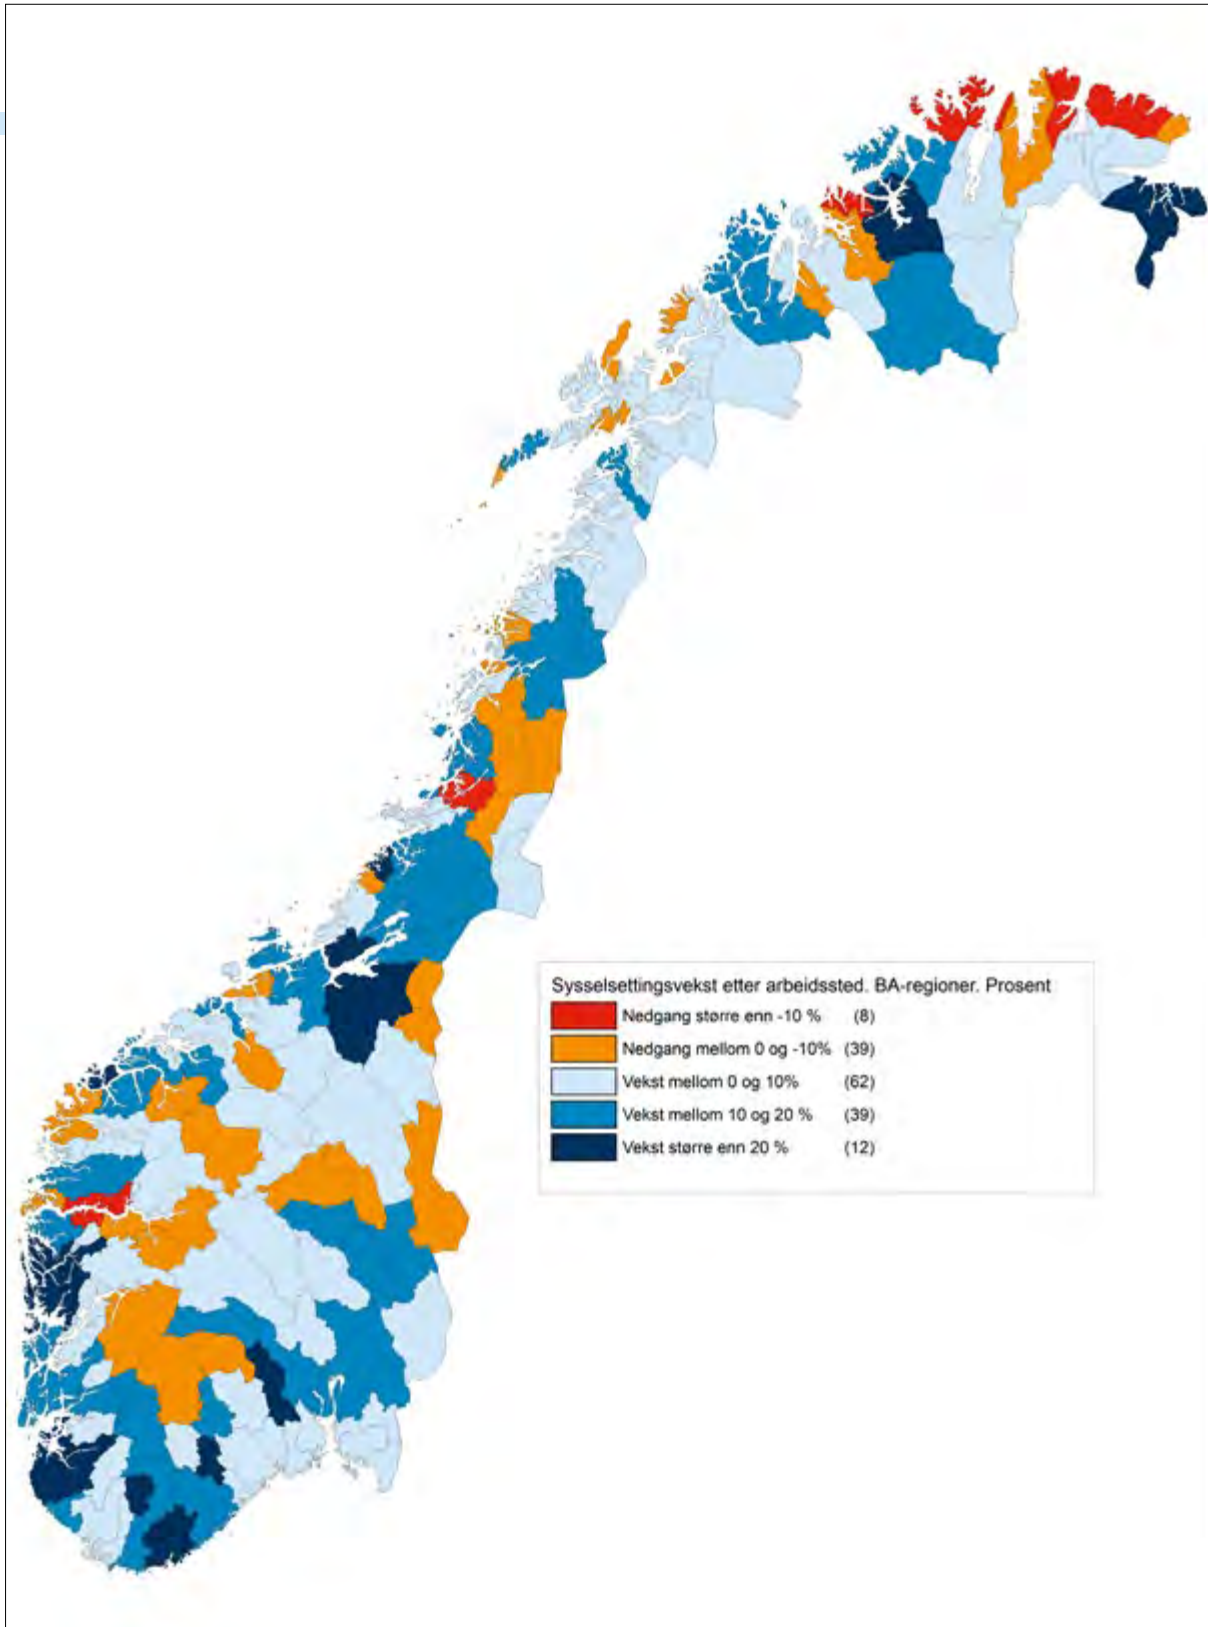 Sysselsettingsvekst etter arbeidssted. BA-regioner. Prosent
Nedgang større enn -10 % (8)
Nedgang mellom 0 og -10% (39)
Vekst mellom 0 og 10% (62)
Vekst mellom 10 og 20 % (39)
Vekst større enn 20 % (12)